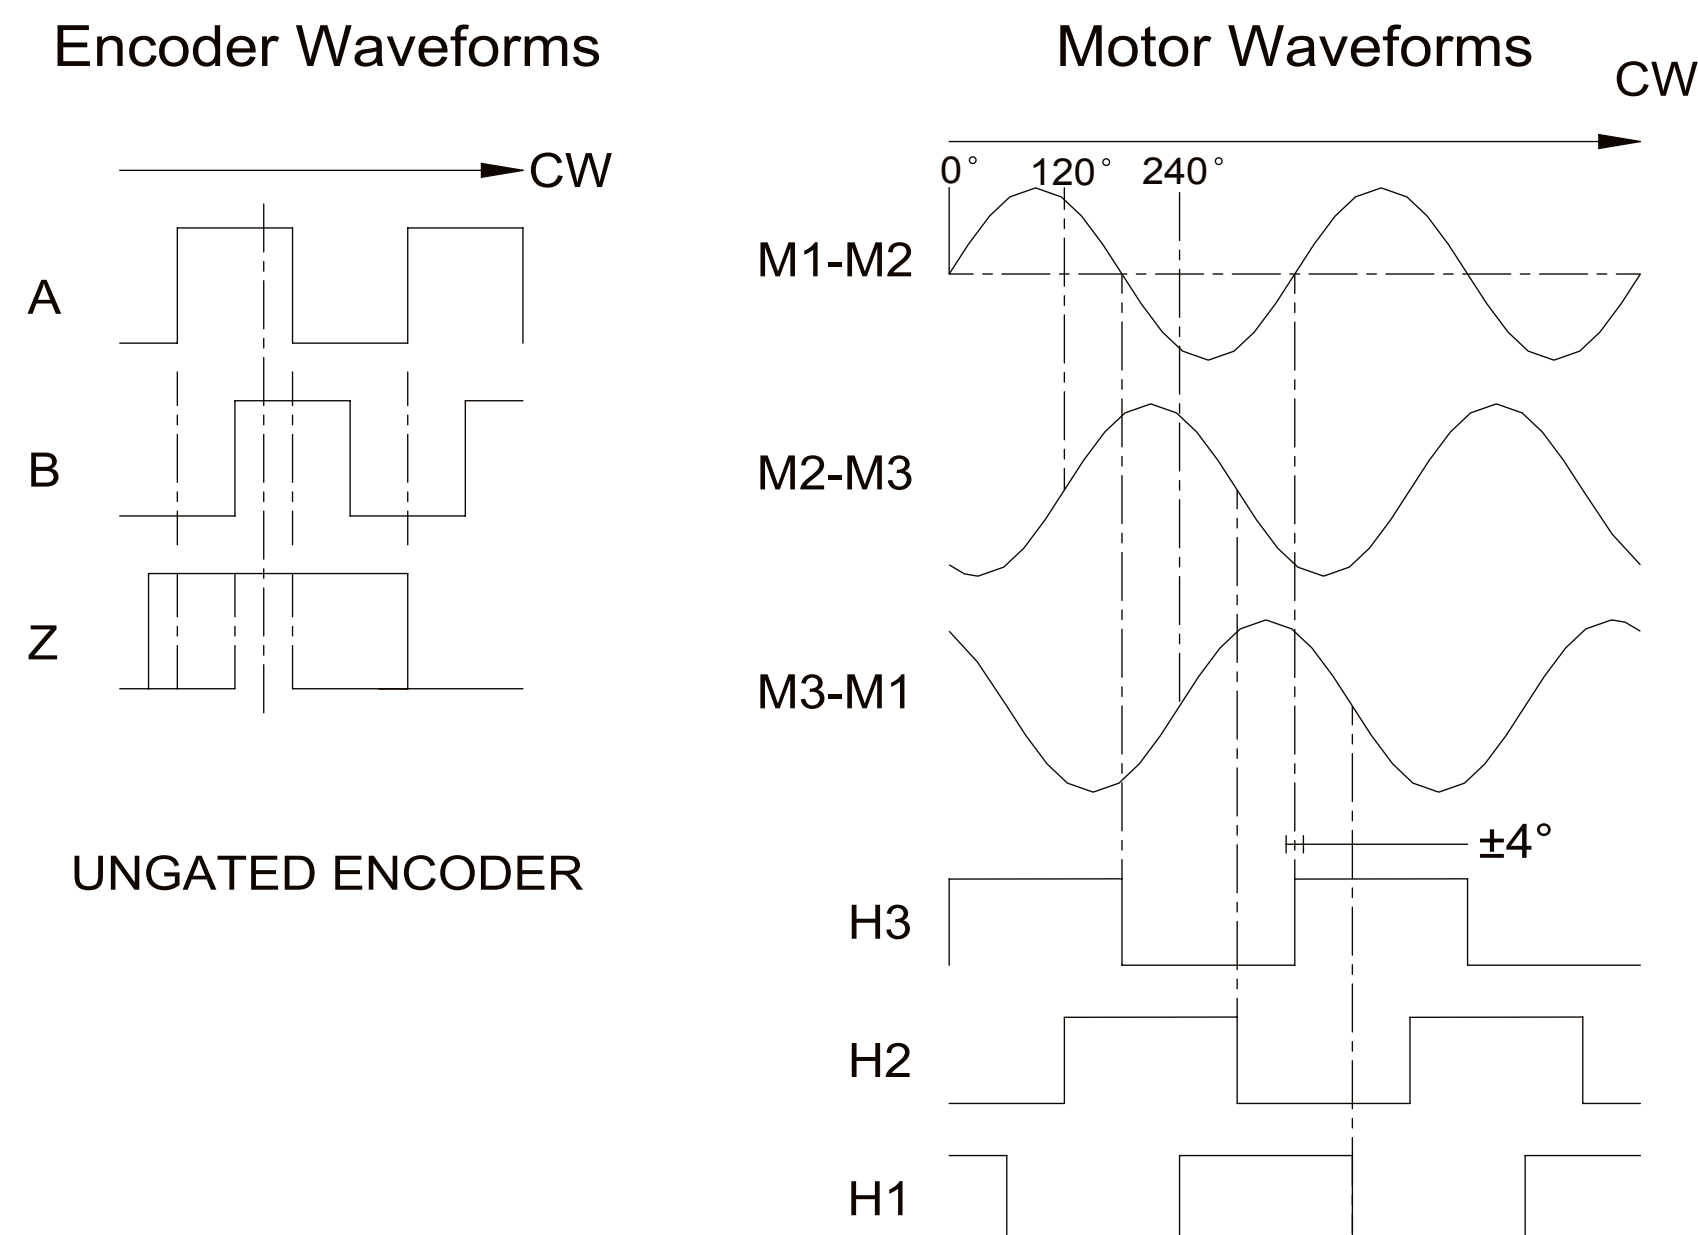 Encoder Waveforms
CW
A
B
Z
UNGATED ENCODER
Motor Waveforms
CW
0° 120° 240°
M1-M2
M2-M3
M3-M1
±4°
H3
H2
H1